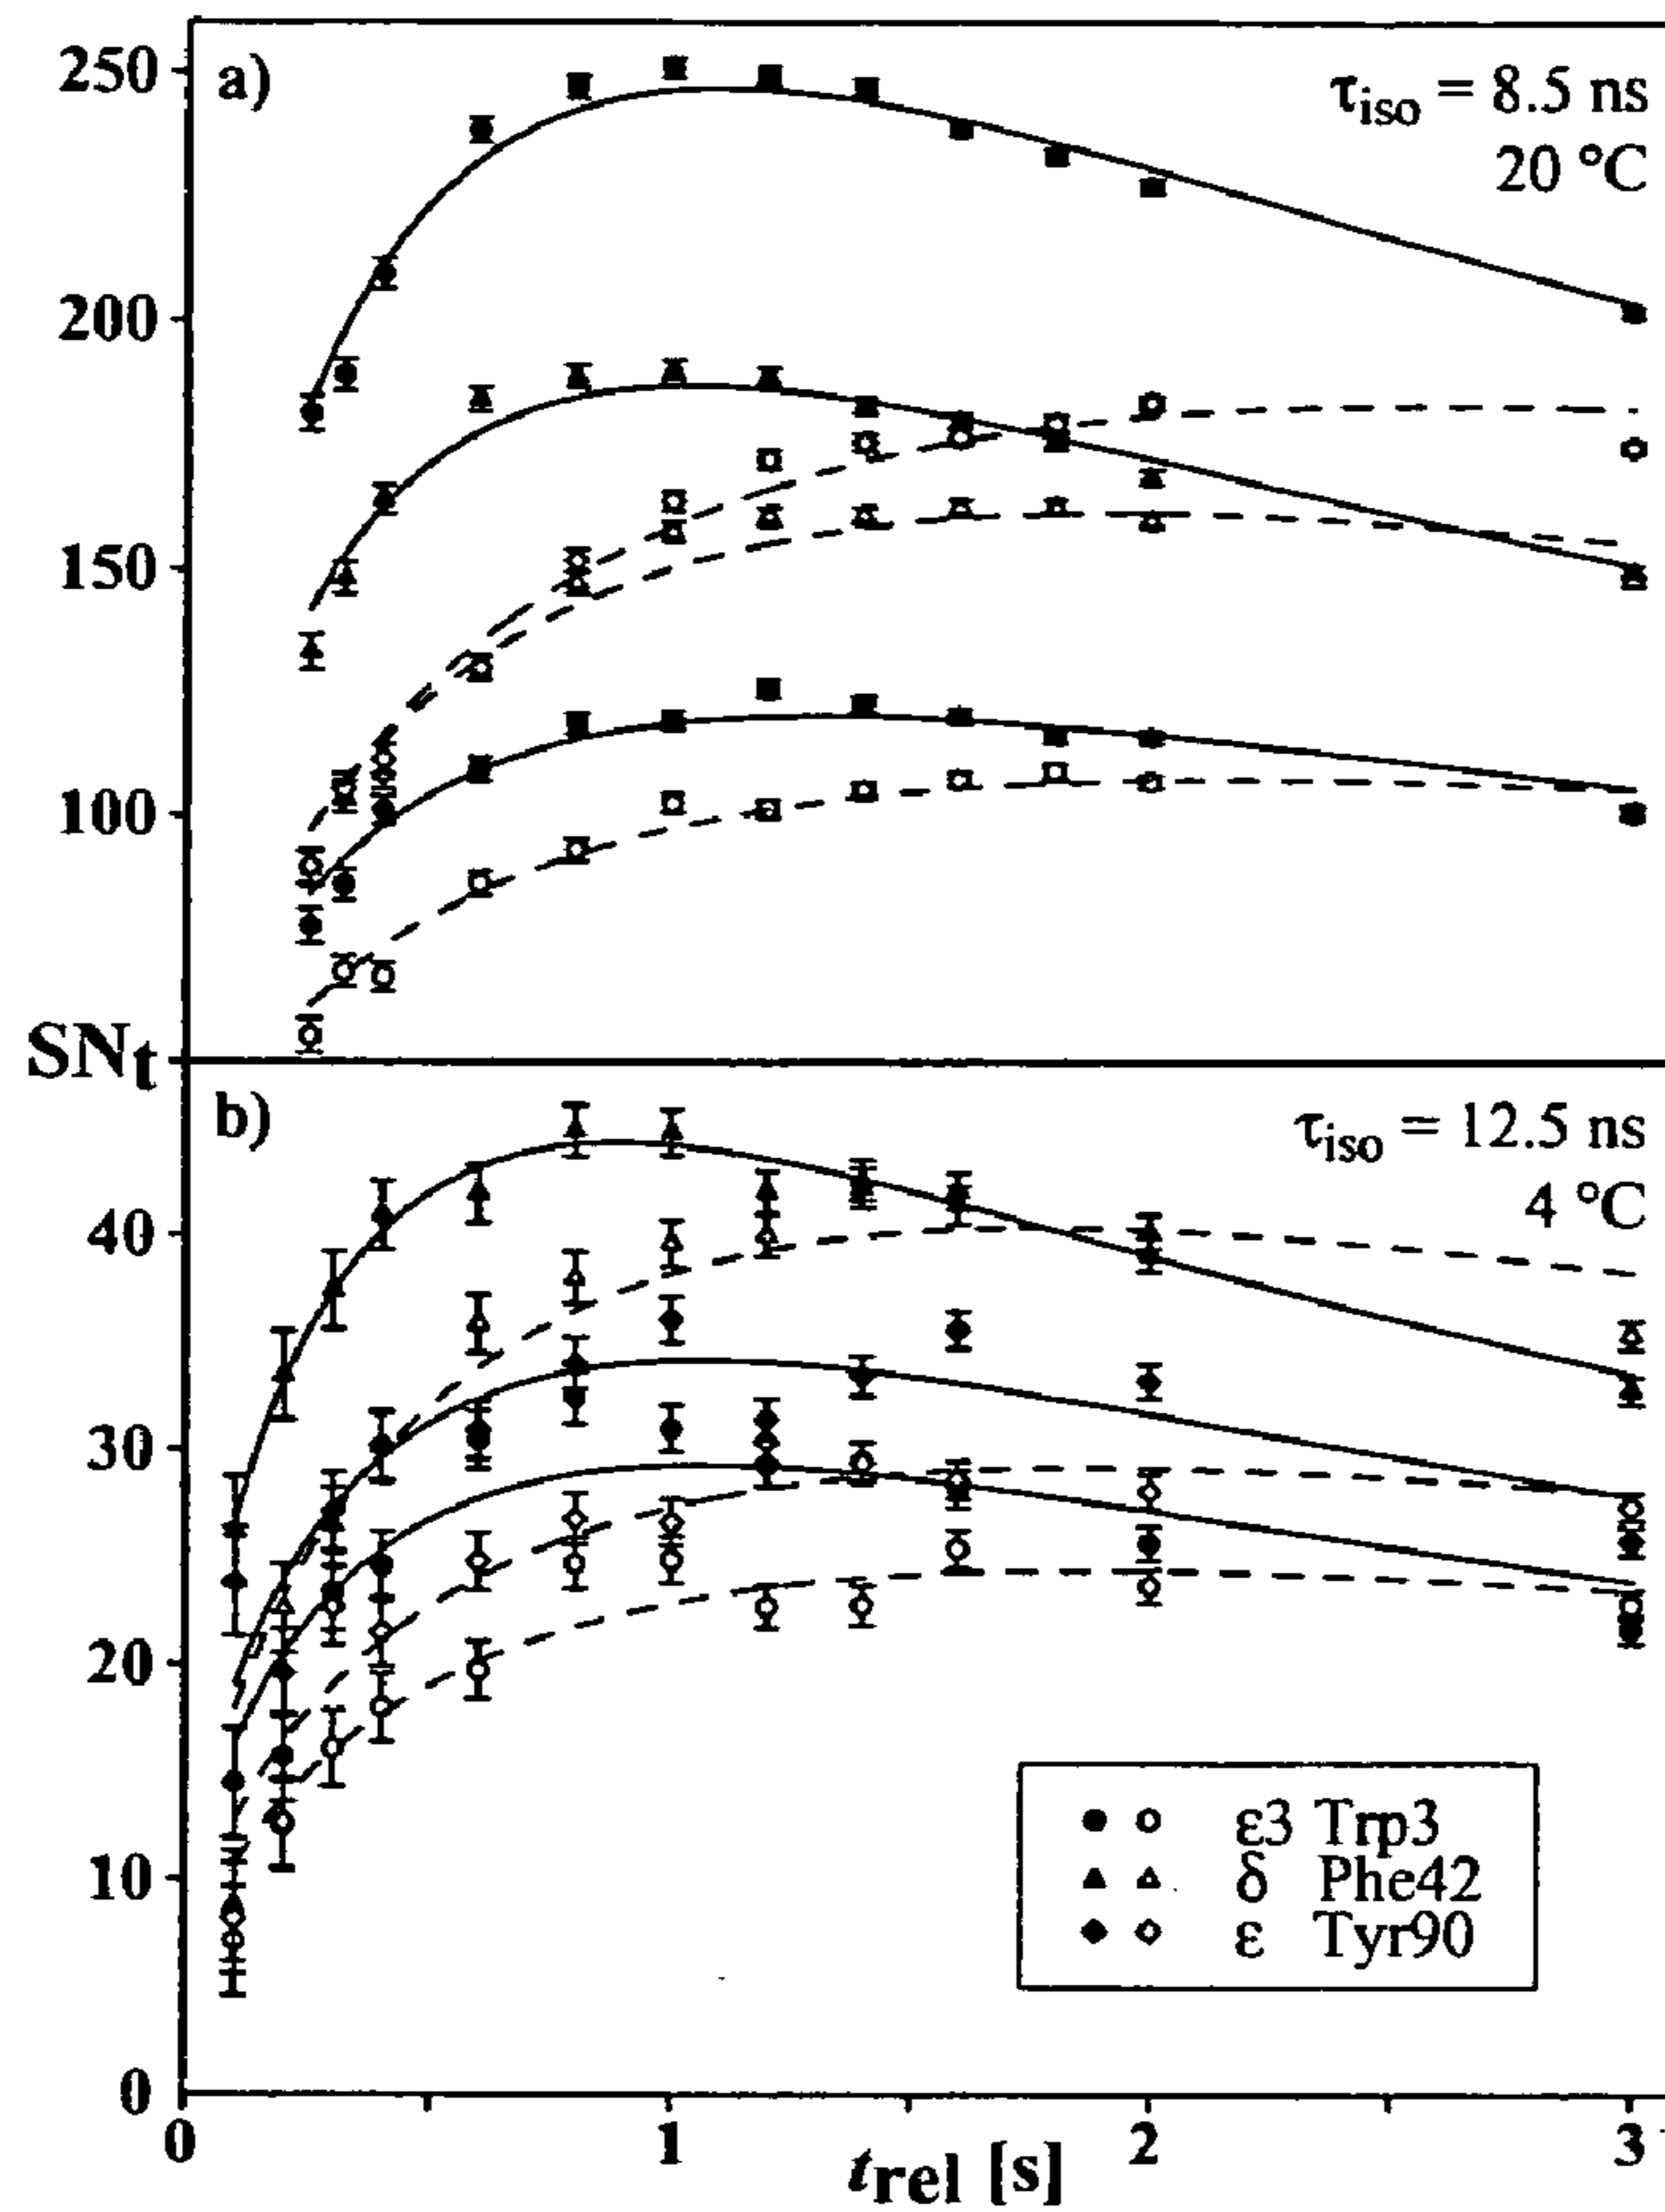 a)
τiso = 8.5 ns
20 °C
250
200
150
100
SNt
b)
τiso = 12.5 ns
4 °C
40
30
20
10
0
ε3 Trp3
δ Phe42
ε Tyr90
0 1 2 3
trel [s]